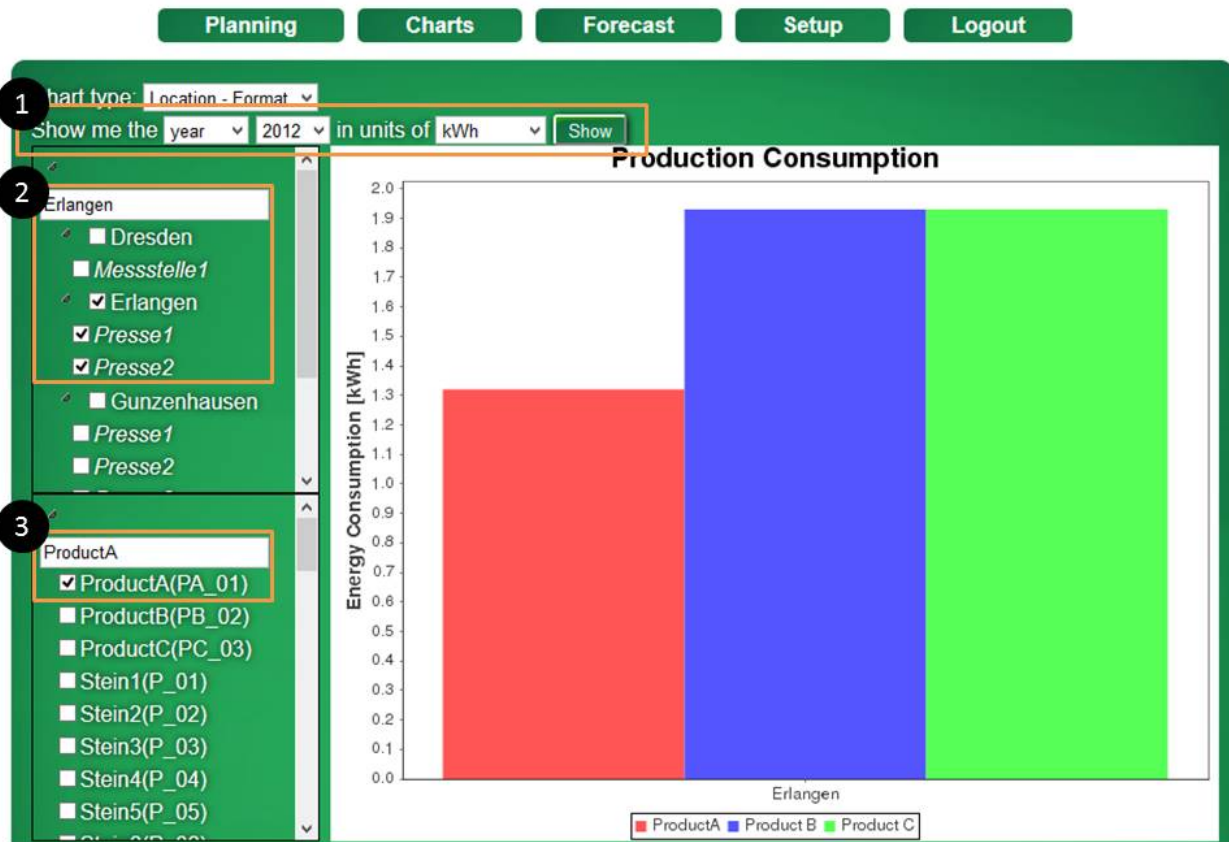 Planning Charts Forecast Setup Logout
1
hart type: Location - Format
Show me the year 2012 in units of kWh Show
2
Erlangen
Dresden
Messstelle1
Erlangen
Presse1
Presse2
Gunzenhausen
Presse1
Presse2
3
ProductA
ProductA(PA_01)
ProductB(PB_02)
ProductC(PC_03)
Stein1(P_01)
Stein2(P_02)
Stein3(P_03)
Stein4(P_04)
Stein5(P_05)
Production Consumption
Energy Consumption [kWh]
2.0
1.9
1.8
1.7
1.6
1.5
1.4
1.3
1.2
1.1
1.0
0.9
0.8
0.7
0.6
0.5
0.4
0.3
0.2
0.1
0.0
Erlangen
ProductA Product B Product C